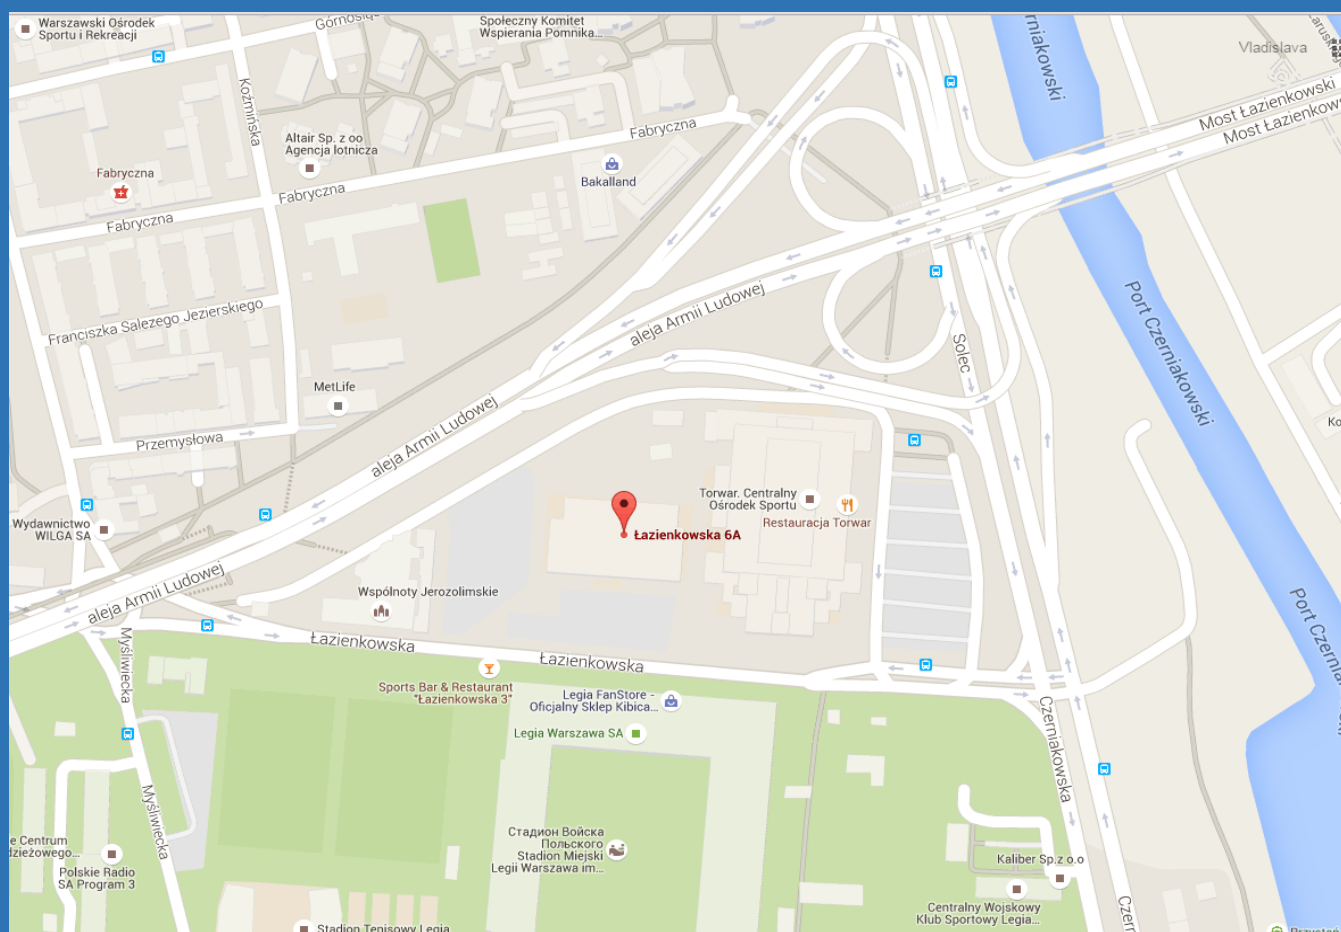 Warszawski Ośrodek
Sportu i Rekreacji
Społeczny Komitet
Wspierania Pomnika...
Koźmińska
Vladislava
Czerniakowski
Most Łazienkowski
Most Łazienkowski
Altair Sp. z oo
Agencja lotnicza
Fabryczna
Fabryczna
Fabryczna
Fabryczna
Bakalland
Franciszka Salezego Jezierskiego
aleja Armii Ludowej
Port Czerniakowski
Solec
MetLife
Przemysłowa
aleja Armii Ludowej
Torwar. Centralny
Ośrodek Sportu
Restauracja Torwar
Łazienkowska 6A
Wydawnictwo
WILGA SA
aleja Armii Ludowej
Wspólnoty Jerozolimskie
Łazienkowska
Łazienkowska
Myśliwiecka
Sports Bar & Restaurant
"Łazienkowska 3"
Legia FanStore -
Oficjalny Sklep Kibica...
Legia Warszawa SA
Czerniakowska
Myśliwiecka
Стадион Войска
Польского
Stadion Miejski
Legii Warszawa im...
e Centrum
dzieżowego...
Polskie Radio
SA Program 3
Kaliber Sp.z o.o
Centralny Wojskowy
Klub Sportowy Legia...
Stadion Tenisowy Legia